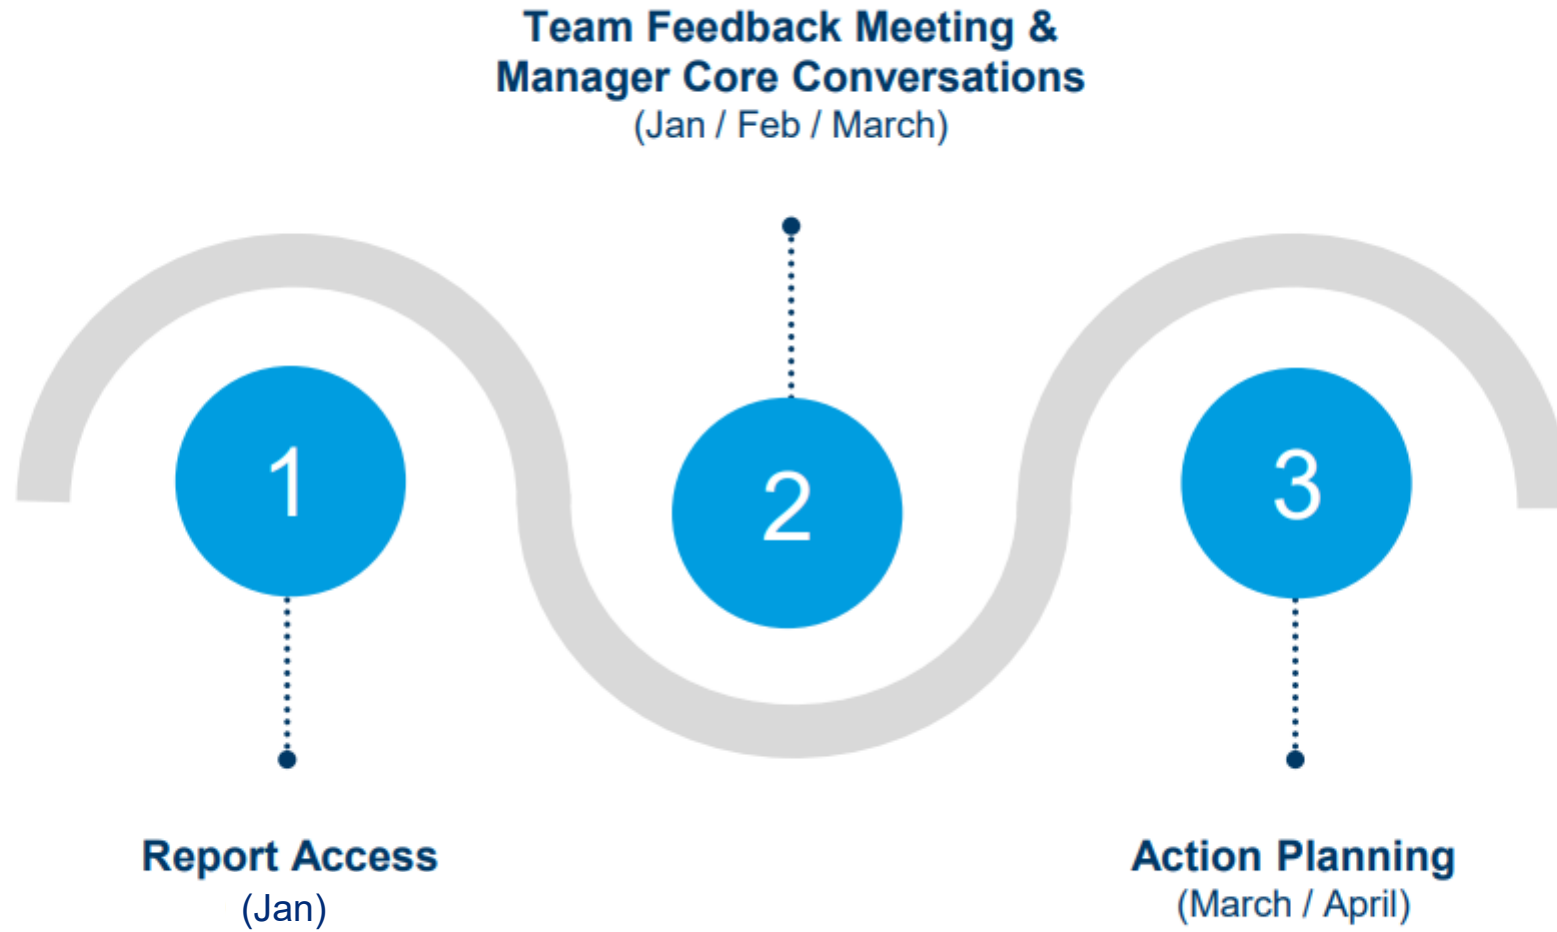 Team Feedback Meeting &
Manager Core Conversations
(Jan / Feb / March)
1
2
3
Report Access
(Jan)
Action Planning
(March / April)